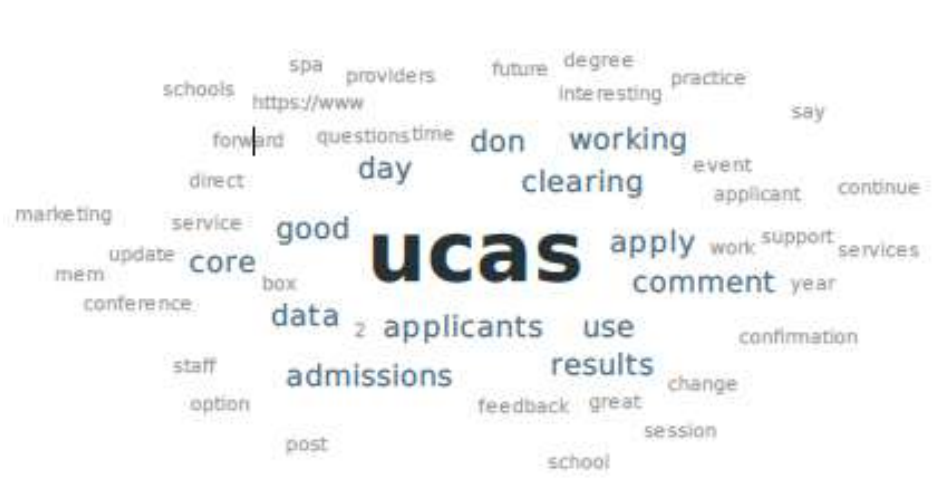 spa
degree
future
providers
practice
schools
interesting
https://www
say
questions time
don
working
forward
day
event
direct
clearing
applicant
continue
marketing
service
good
ucas
apply
work
support
services
update
core
mem
box
comment
year
conference
data
2
applicants
use
confirmation
staff
admissions
results
change
option
feedback
great
session
post
school